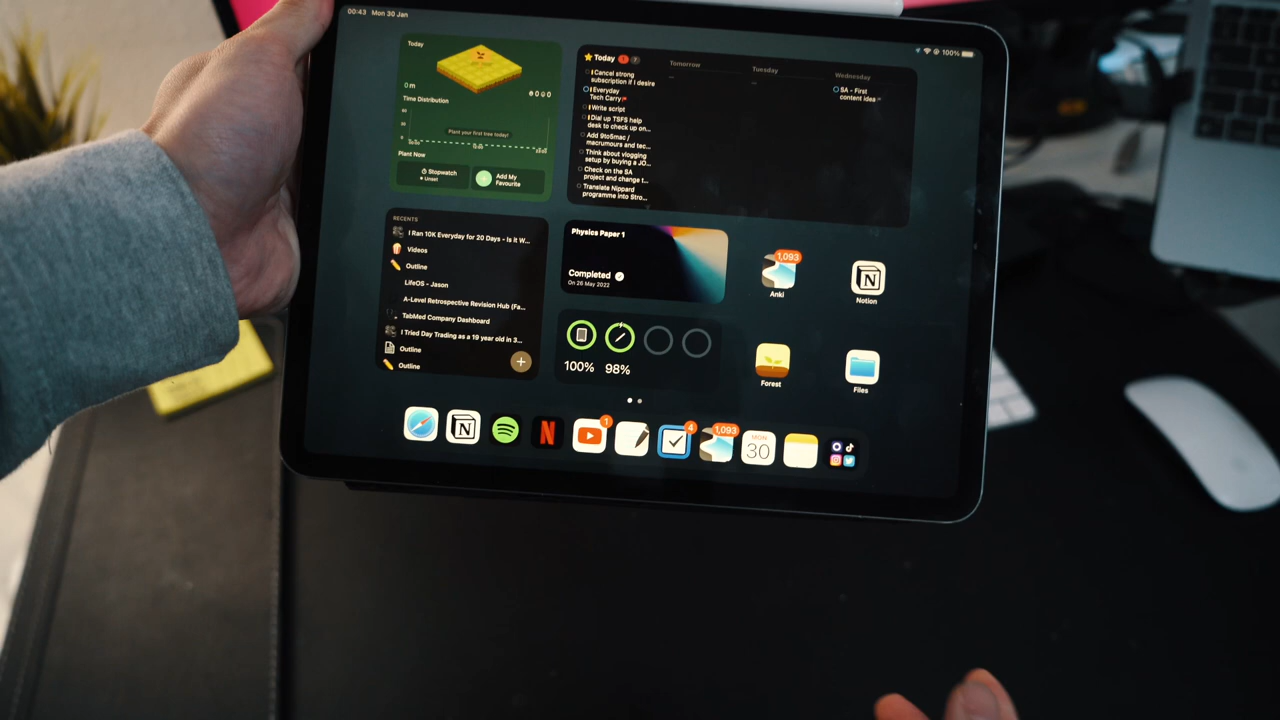 00:43 Mon 30 Jan
100%
Today
0 m
0 0
Time Distribution
Plant your first tree today!
Plant Now
Stopwatch
Unset
Add My
Favourite
Today
Tomorrow
Tuesday
Wednesday
Cancel strong
subscription if I desire
Everyday
Tech Carry
Write script
Dial up TSFS help
desk to check up on...
Add 9to5mac /
macrumours and tec...
Think about vlogging
setup by buying a JO...
Check on the SA
project and change t...
Translate Nippard
programme into Stro...
SA - First
content idea
RECENTS
I Ran 10K Everyday for 20 Days - Is it W...
Videos
Outline
LifeOS - Jason
A-Level Retrospective Revision Hub (Fa...
TabMed Company Dashboard
I Tried Day Trading as a 19 year old in 3...
Outline
Outline
Physics Paper 1
Completed
On 26 May 2022
100% 98%
1,093
Anki
Notion
Forest
Files
1
4
1,093
MON
30